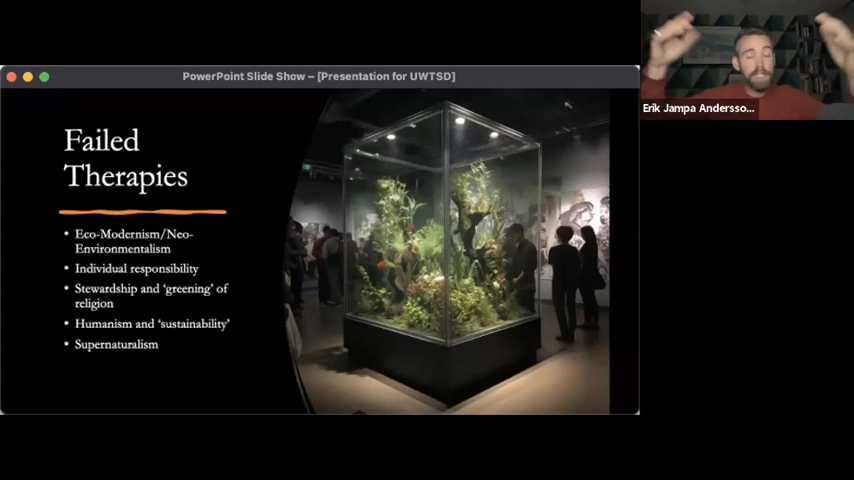 PowerPoint Slide Show – [Presentation for UWTSD]
Failed
Therapies
• Eco-Modernism/Neo-
Environmentalism
• Individual responsibility
• Stewardship and ‘greening’ of
religion
• Humanism and ‘sustainability’
• Supernaturalism
Erik Jampa Andersso...